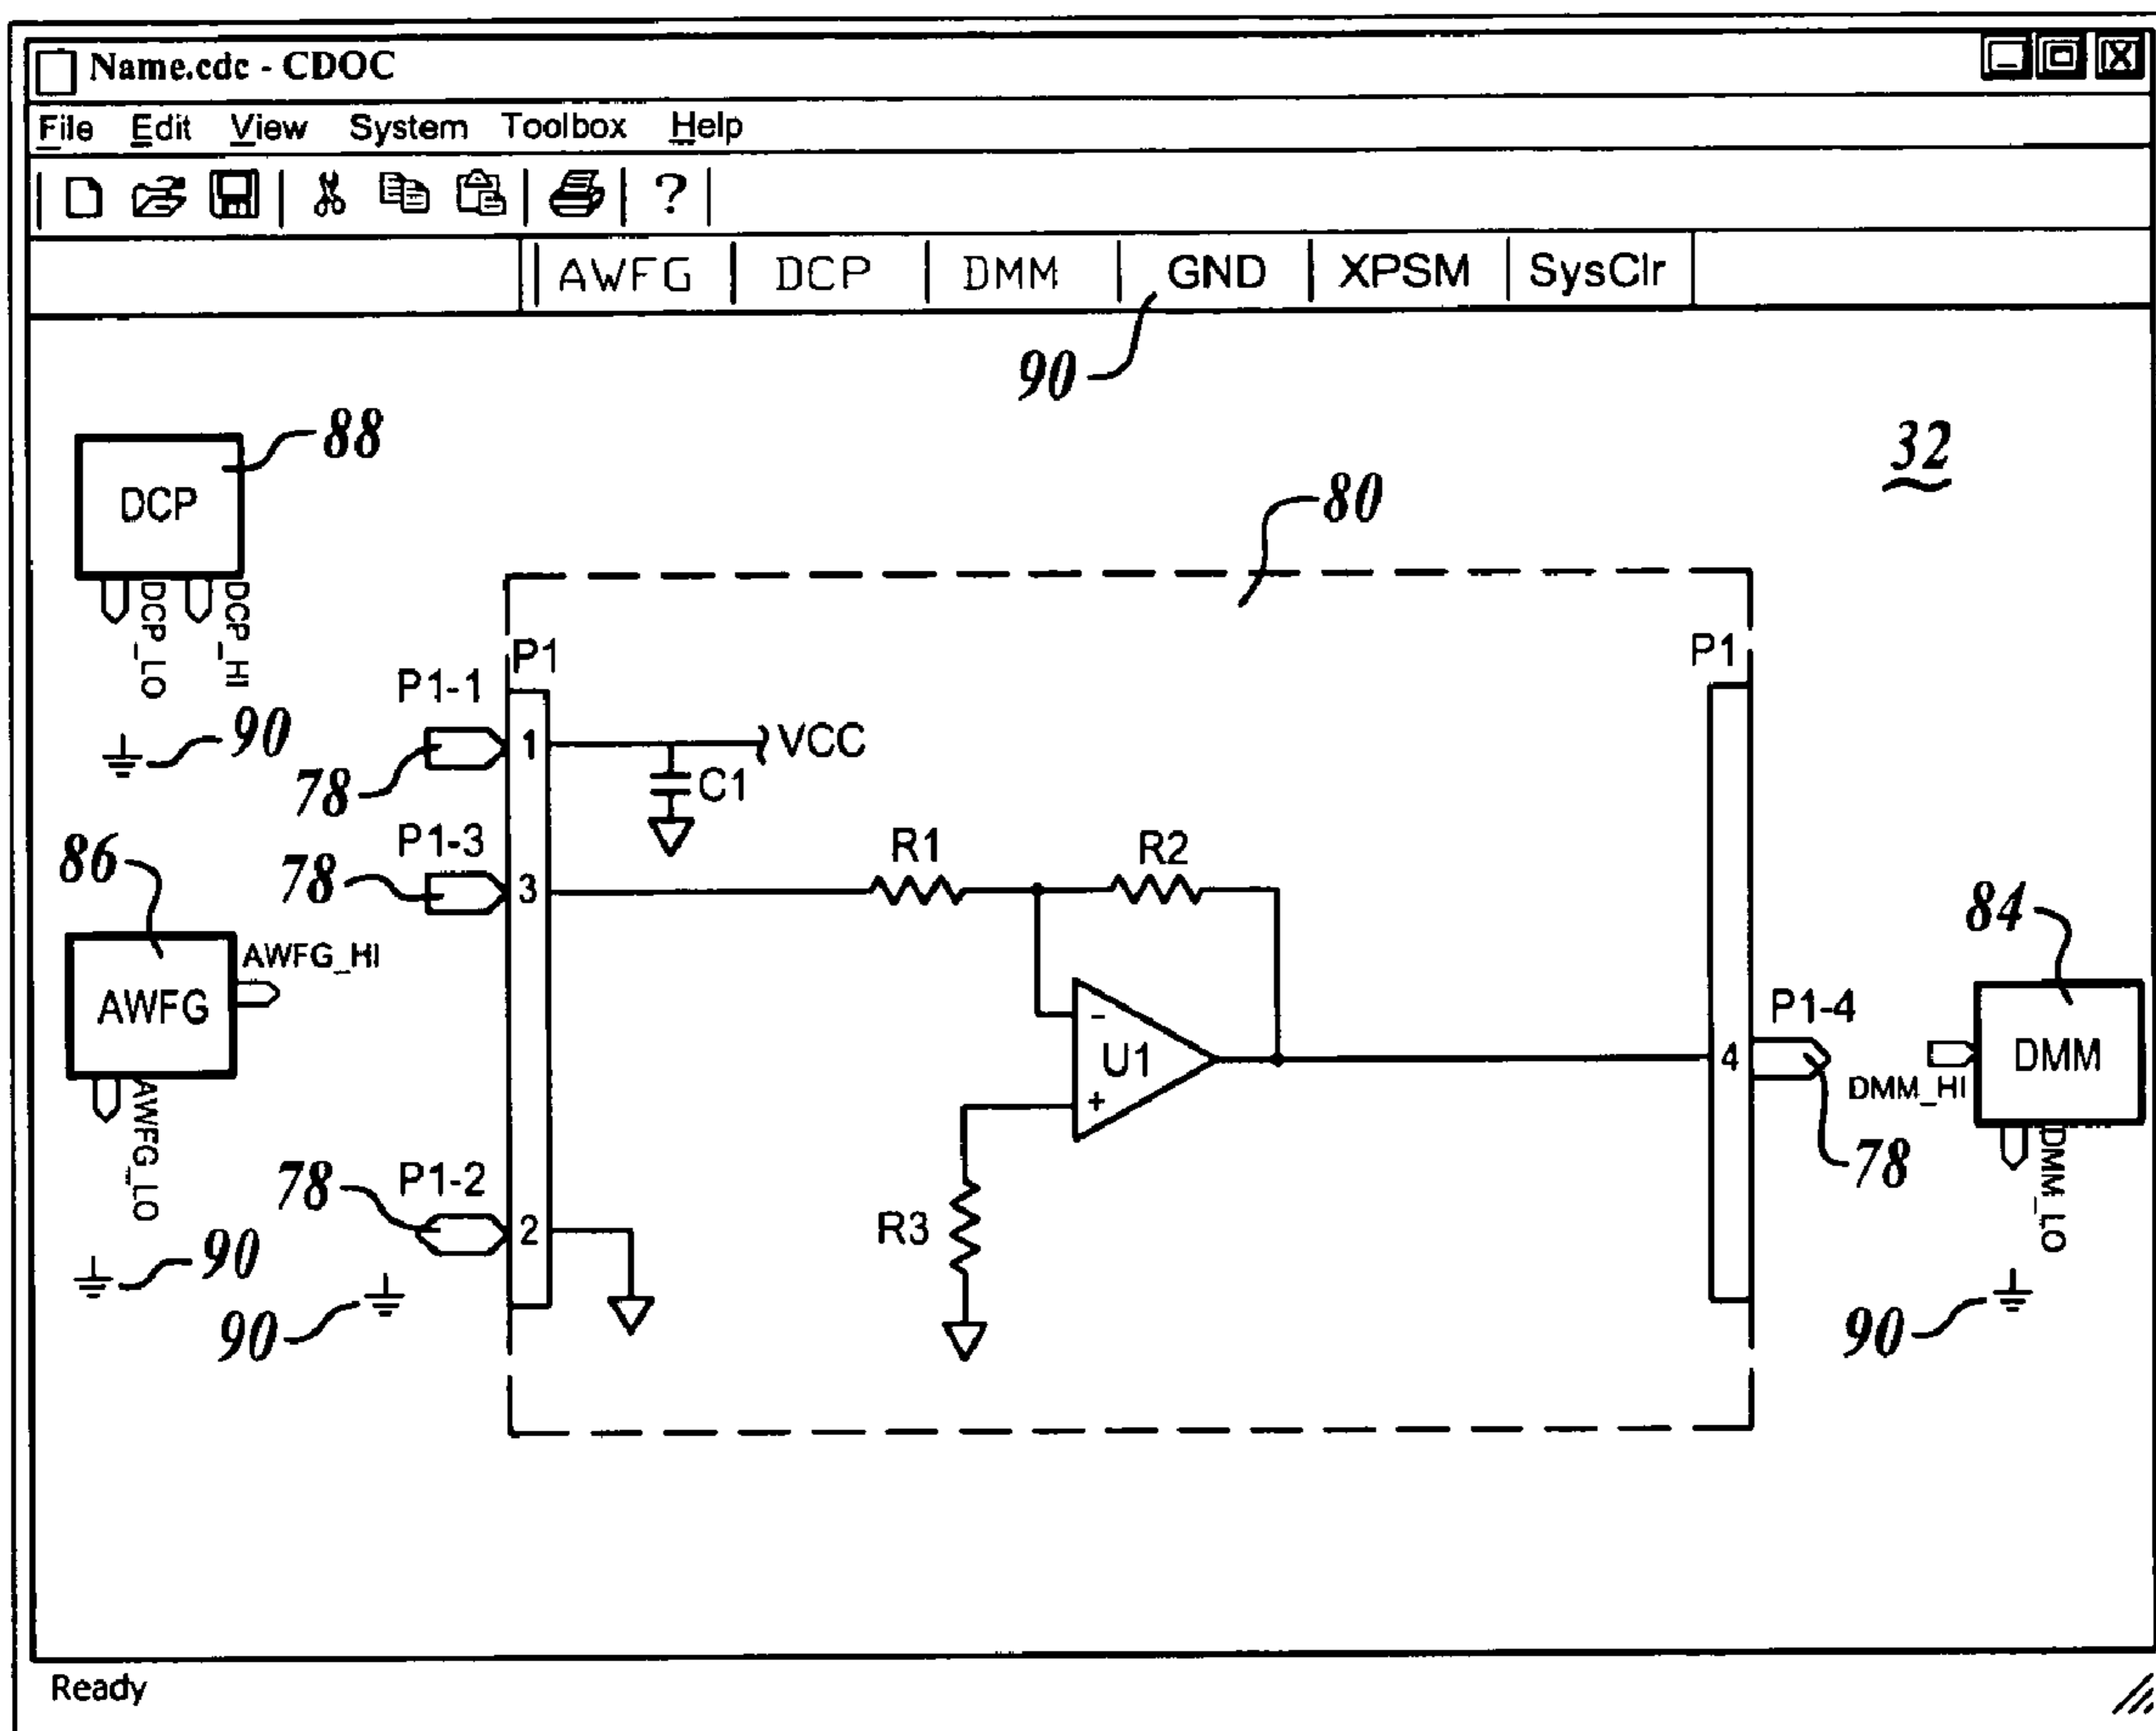 Name.cdc - CDOC
File Edit View System Toolbox Help
?
AWFG DCP DMM GND XPSM SysClr
90
88
32
DCP
80
DCP_LO
DCP_HI
P1
P1
P1-1
90
1
VCC
78
C1
P1-3
R1
R2
86
78
3
84
AWFG_HI
AWFG
P1-4
-
U1
4
DMM
DMM_HI
+
AWFG_LO
DMM_LO
78
P1-2
78
R3
2
90
90
90
Ready